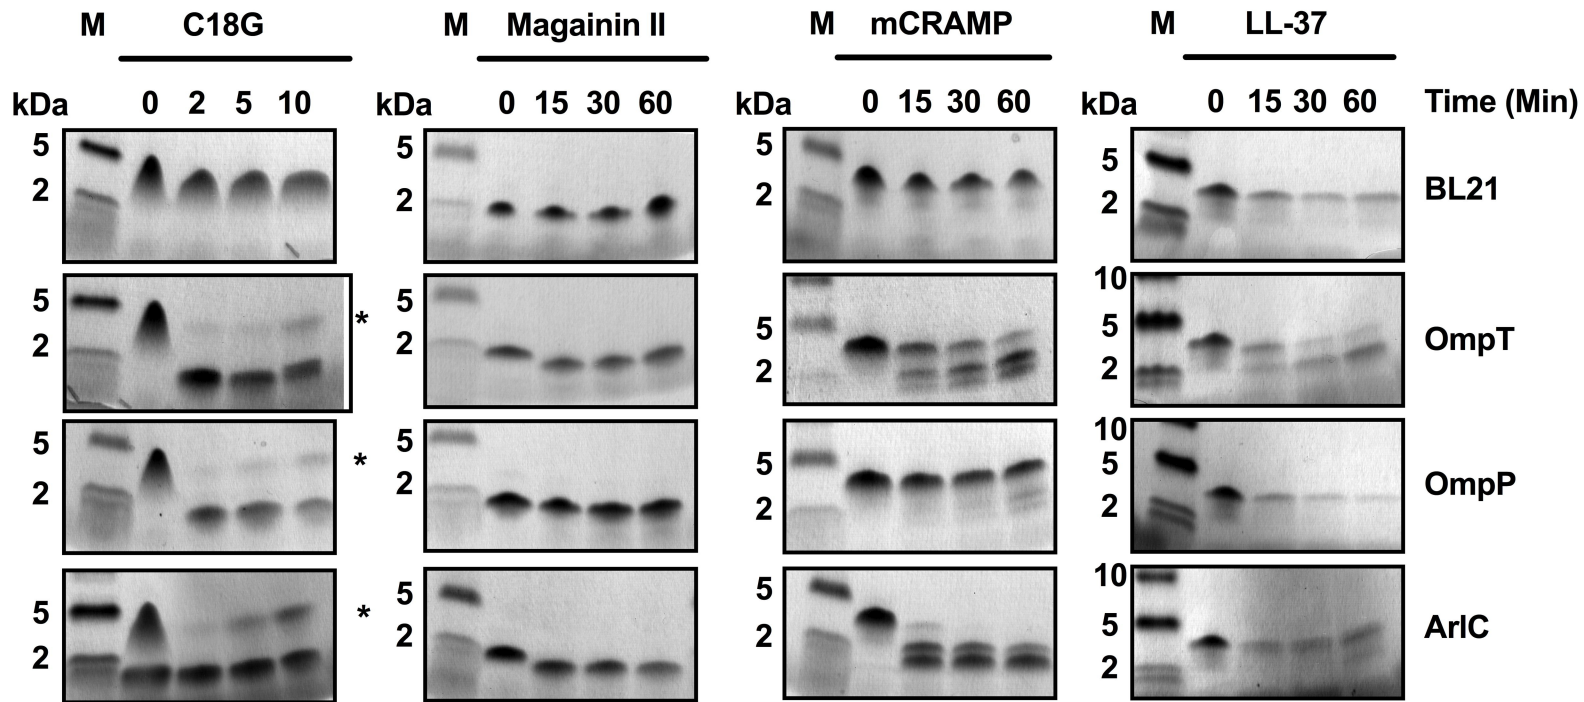 M C18G M Magainin II M mCRAMP M LL-37
kDa 0 2 5 10 kDa 0 15 30 60 kDa 0 15 30 60 kDa 0 15 30 60 Time (Min)
5 2 5 2 5 2 5 2 BL21
5 2 * 5 2 5 2 10 5 2 OmpT
5 2 * 5 2 5 2 10 5 2 OmpP
5 2 * 5 2 5 2 10 5 2 ArlC